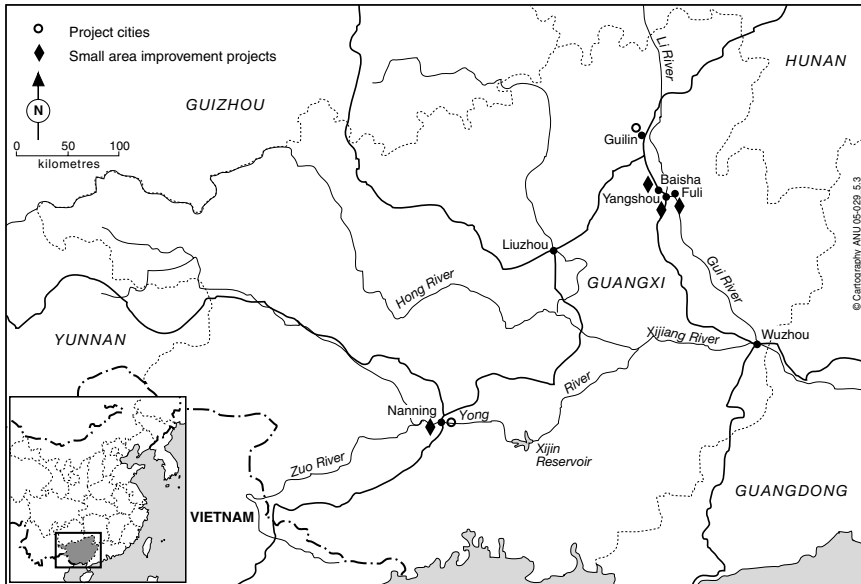 Project cities
Small area improvement projects
N
0 50 100
kilometres
GUIZHOU
HUNAN
Li River
Guilin
Baisha
Fuli
Yangshou
Liuzhou
GUANGXI
Gui River
Hong River
YUNNAN
Xijiang River
Wuzhou
Nanning
Yong
River
Xijin
Reservoir
Zuo River
VIETNAM
GUANGDONG
© Cartography ANU 05-029 5.3